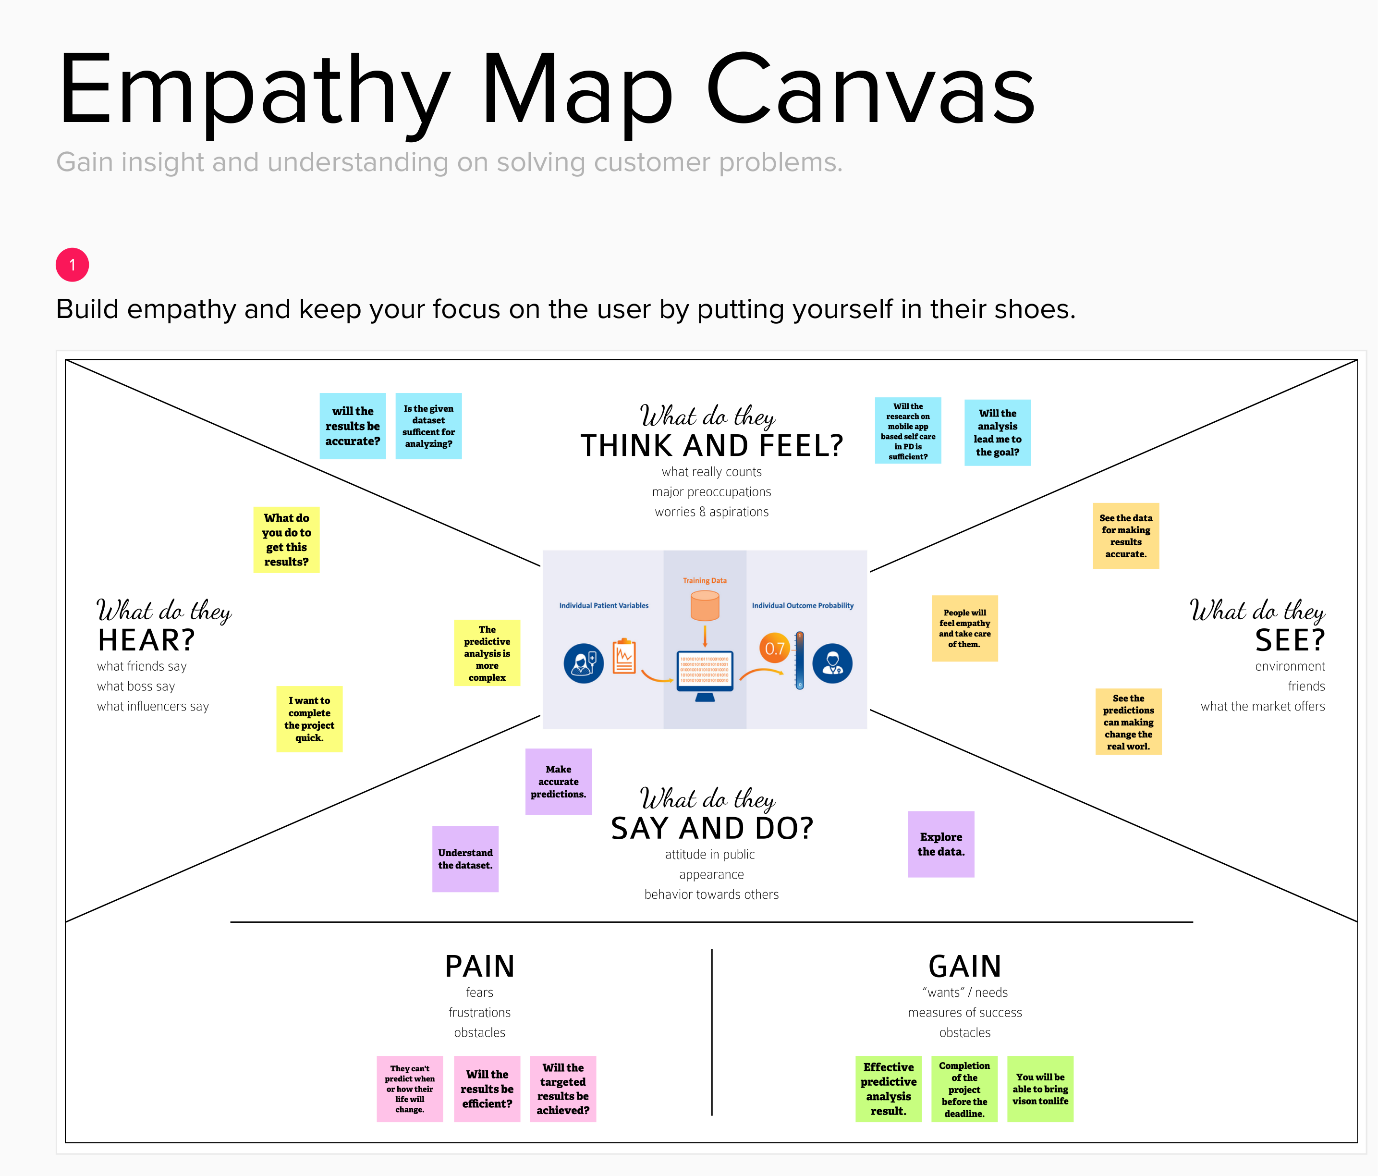 Empathy Map Canvas
Gain insight and understanding on solving customer problems.
1
Build empathy and keep your focus on the user by putting yourself in their shoes.
will the
results be
accurate?
Is the given
dataset
sufficent for
analyzing?
What do they
THINK AND FEEL?
what really counts
major preoccupations
worries & aspirations
Will the
research on
mobile app
based self care
in PD is
sufficient?
Will the
analysis
lead me to
the goal?
What do
you do to
get this
results?
What do they
HEAR?
what friends say
what boss say
what influencers say
The
predictive
analysis is
more
complex
I want to
complete
the project
quick.
Individual Patient Variables
Training Data
Individual Outcome Probability
0.7
See the data
for making
results
accurate.
People will
feel empathy
and take care
of them.
What do they
SEE?
environment
friends
what the market offers
See the
predictions
can making
change the
real worl.
Make
accurate
predictions.
Understand
the dataset.
What do they
SAY AND DO?
attitude in public
appearance
behavior towards others
Explore
the data.
PAIN
fears
frustrations
obstacles
They can't
predict when
or how their
life will
change.
Will the
results be
efficient?
Will the
targeted
results be
achieved?
GAIN
"wants" / needs
measures of success
obstacles
Effective
predictive
analysis
result.
Completion
of the
project
before the
deadline.
You will be
able to bring
vison tonlife